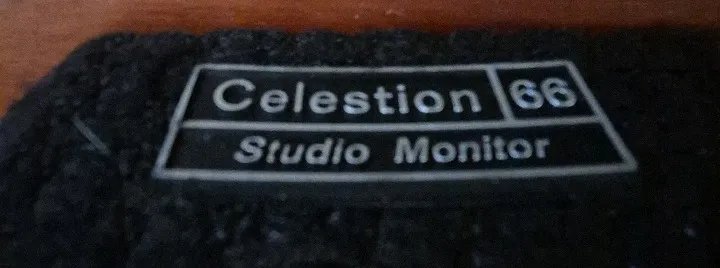 Celestion 66
Studio Monitor